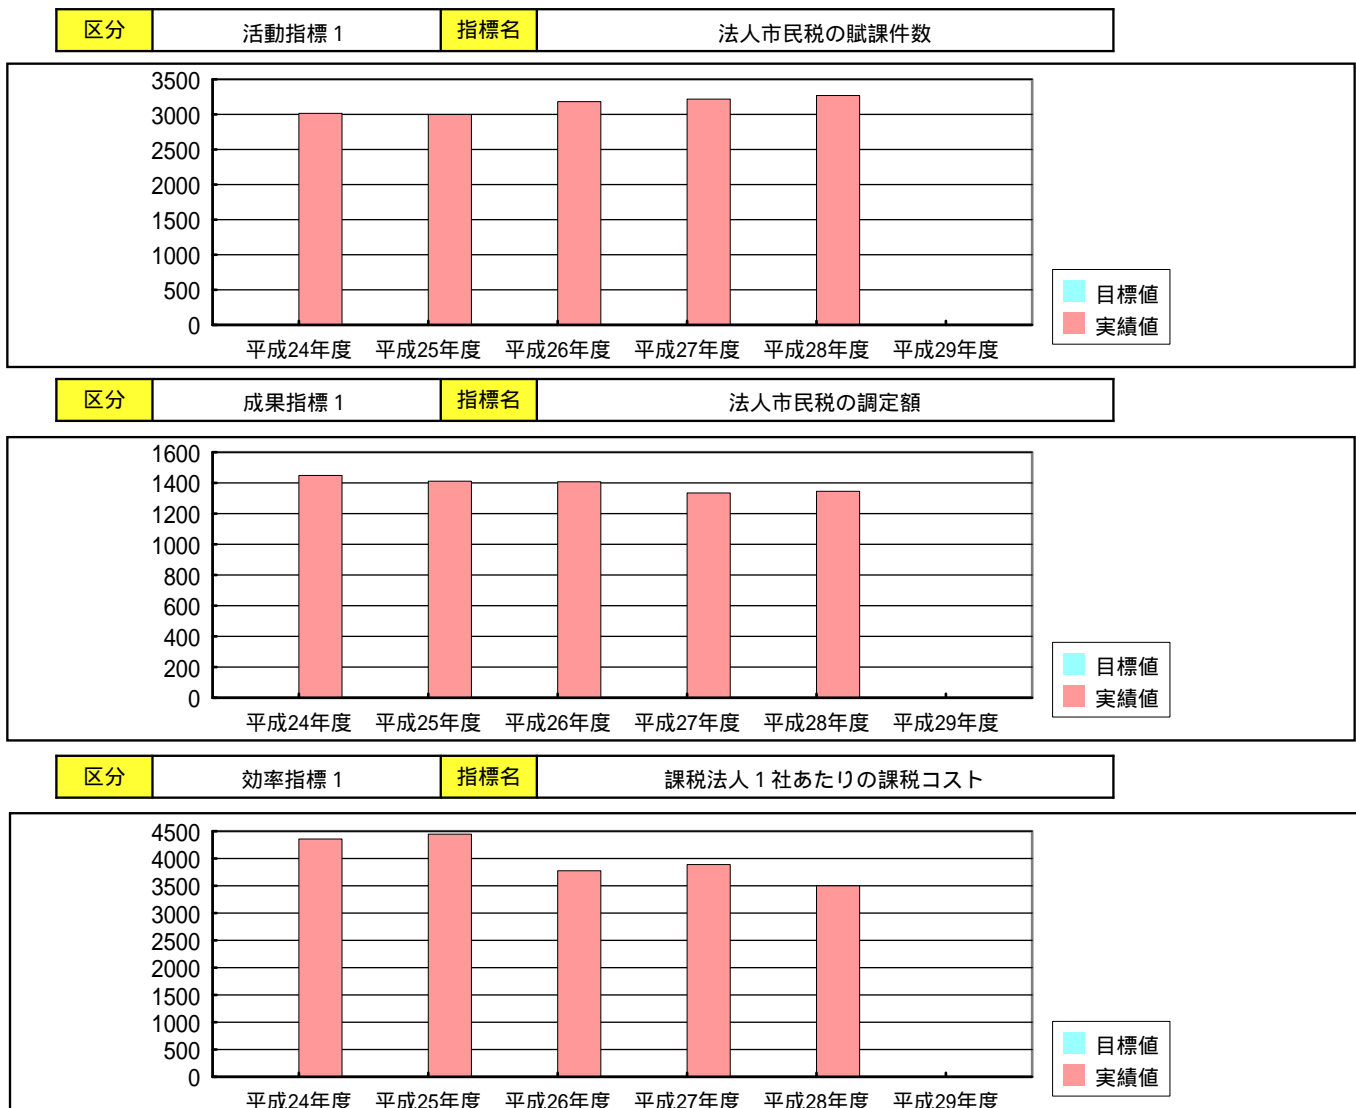 区分 活動指標１ 指標名 法人市民税の賦課件数
3500
3000
2500
2000
1500
1000
500
0
平成24年度 平成25年度 平成26年度 平成27年度 平成28年度 平成29年度
目標値
実績値
区分 成果指標１ 指標名 法人市民税の調定額
1600
1400
1200
1000
800
600
400
200
0
平成24年度 平成25年度 平成26年度 平成27年度 平成28年度 平成29年度
目標値
実績値
区分 効率指標１ 指標名 課税法人１社あたりの課税コスト
4500
4000
3500
3000
2500
2000
1500
1000
500
0
平成24年度 平成25年度 平成26年度 平成27年度 平成28年度 平成29年度
目標値
実績値